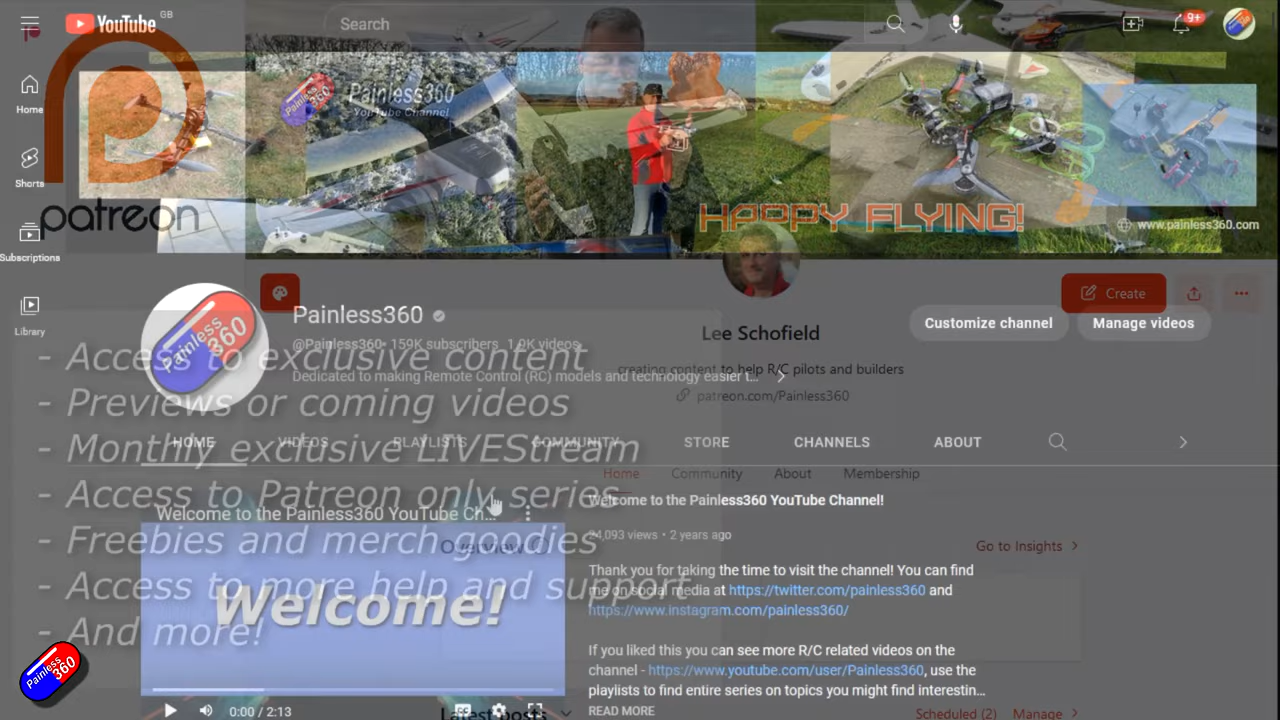 YouTube GB
Search
9+
Home
Shorts
Subscriptions
Library
patreon
Painless360
YouTube Channel
HAPPY FLYING!
www.painless360.com
Create
Painless360
Painless360
@Painless360 159K subscribers 1.9K videos
Dedicated to making Remote Control (RC) models and technology easier t...
Customize channel
Manage videos
Lee Schofield
creating content to help R/C pilots and builders
patreon.com/Painless360
- Access to exclusive content
- Previews or coming videos
- Monthly exclusive LIVEStream
- Access to Patreon only series
- Freebies and merch goodies
- Access to more help and support
- And more!
HOME VIDEOS PLAYLISTS COMMUNITY STORE CHANNELS ABOUT
Home Community About Membership
Welcome to the Painless360 YouTube Ch...
Overview
Welcome!
0:00 / 2:13
Latest posts
Welcome to the Painless360 YouTube Channel!
24,093 views • 2 years ago
Go to Insights
Thank you for taking the time to visit the channel! You can find
me on social media at https://twitter.com/painless360 and
https://www.instagram.com/painless360/
If you liked this you can see more R/C related videos on the
channel - https://www.youtube.com/user/Painless360, use the
playlists to find entire series on topics you might find interestin...
READ MORE
Scheduled (2) Manage
Painless360